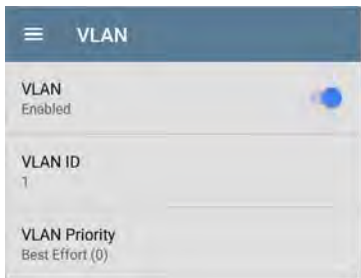 VLAN
VLAN
Enabled
VLAN ID
1
VLAN Priority
Best Effort (0)